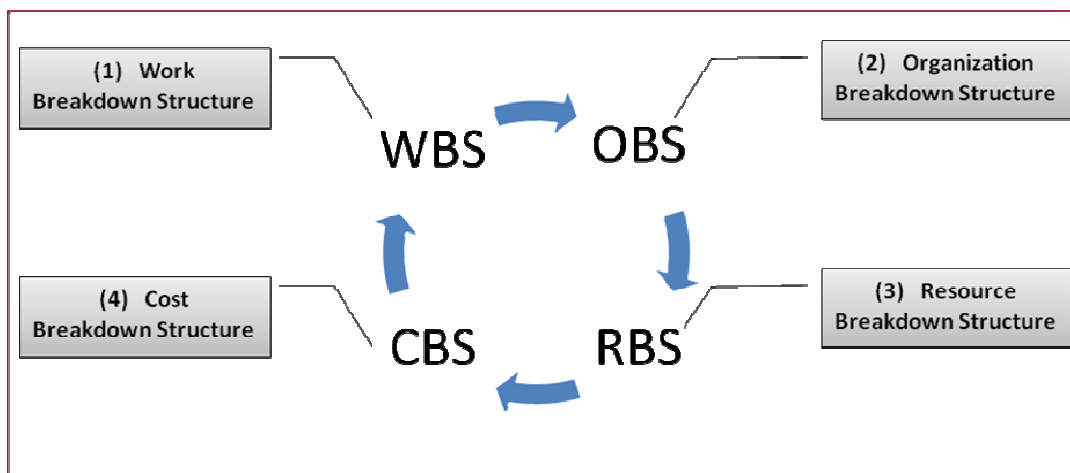 (1) Work
Breakdown Structure
(2) Organization
Breakdown Structure
WBS
OBS
(4) Cost
Breakdown Structure
(3) Resource
Breakdown Structure
CBS
RBS